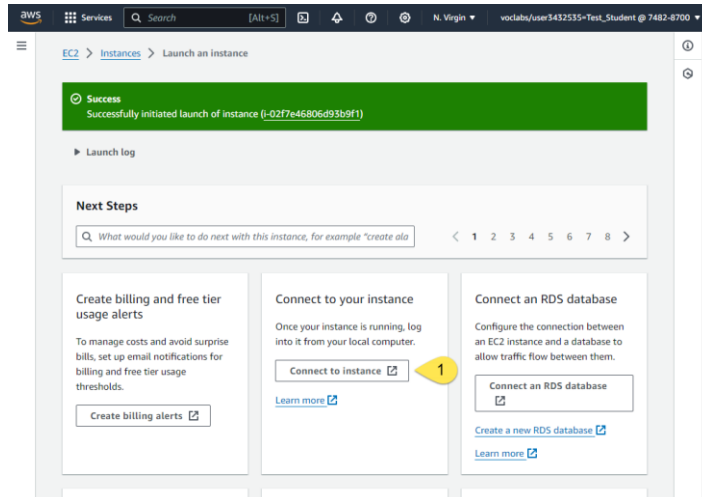 aws
Services
Search
[Alt+S]
N. Virgin ▼
voclabs/user3432535=Test_Student @ 7482-8700 ▼
EC2 > Instances > Launch an instance
Success
Successfully initiated launch of instance (i-02f7e46806d93b9f1)
Launch log
Next Steps
What would you like to do next with this instance, for example "create ala
< 1 2 3 4 5 6 7 8 >
Create billing and free tier
usage alerts
To manage costs and avoid surprise
bills, set up email notifications for
billing and free tier usage
thresholds.
Create billing alerts
Connect to your instance
Once your instance is running, log
into it from your local computer.
Connect to instance
1
Learn more
Connect an RDS database
Configure the connection between
an EC2 instance and a database to
allow traffic flow between them.
Connect an RDS database
Create a new RDS database
Learn more